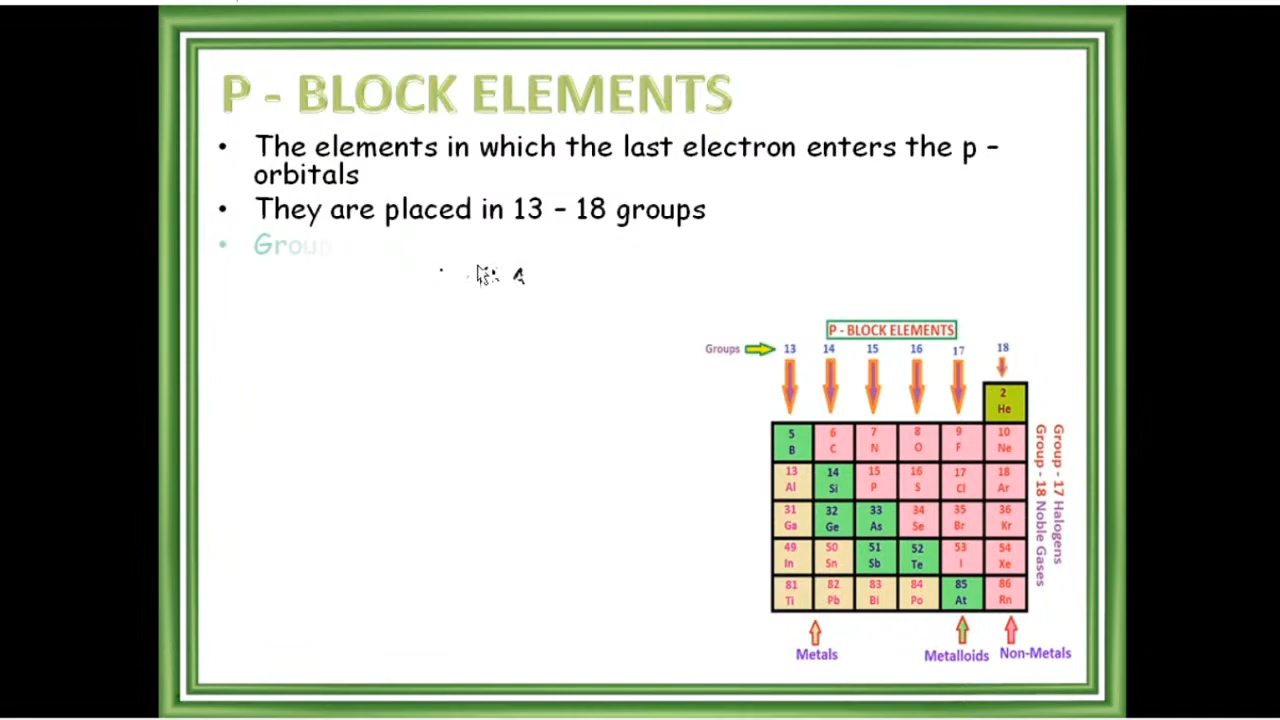 P - BLOCK ELEMENTS
• The elements in which the last electron enters the p –
orbitals
• They are placed in 13 – 18 groups
• Group
P - BLOCK ELEMENTS
Groups 13 14 15 16 17 18
2
He
5 6 7 8 9 10
B C N O F Ne
13 14 15 16 17 18
Al Si P S Cl Ar
31 32 33 34 35 36
Ga Ge As Se Br Kr
49 50 51 52 53 54
In Sn Sb Te I Xe
81 82 83 84 85 86
Ti Pb Bi Po At Rn
Group - 17 Halogens
Group - 18 Noble Gases
Metals Metalloids Non-Metals